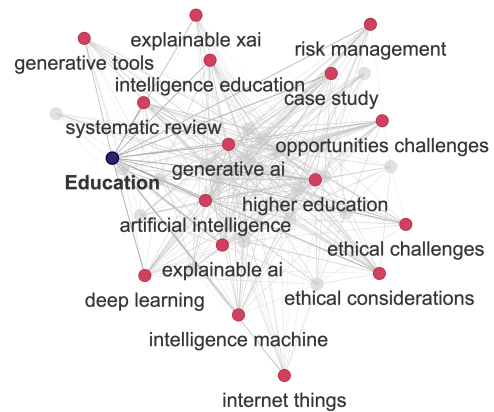 explainable xai
risk management
generative tools
intelligence education
case study
systematic review
opportunities challenges
generative ai
Education
higher education
artificial intelligence
ethical challenges
explainable ai
deep learning
ethical considerations
intelligence machine
internet things